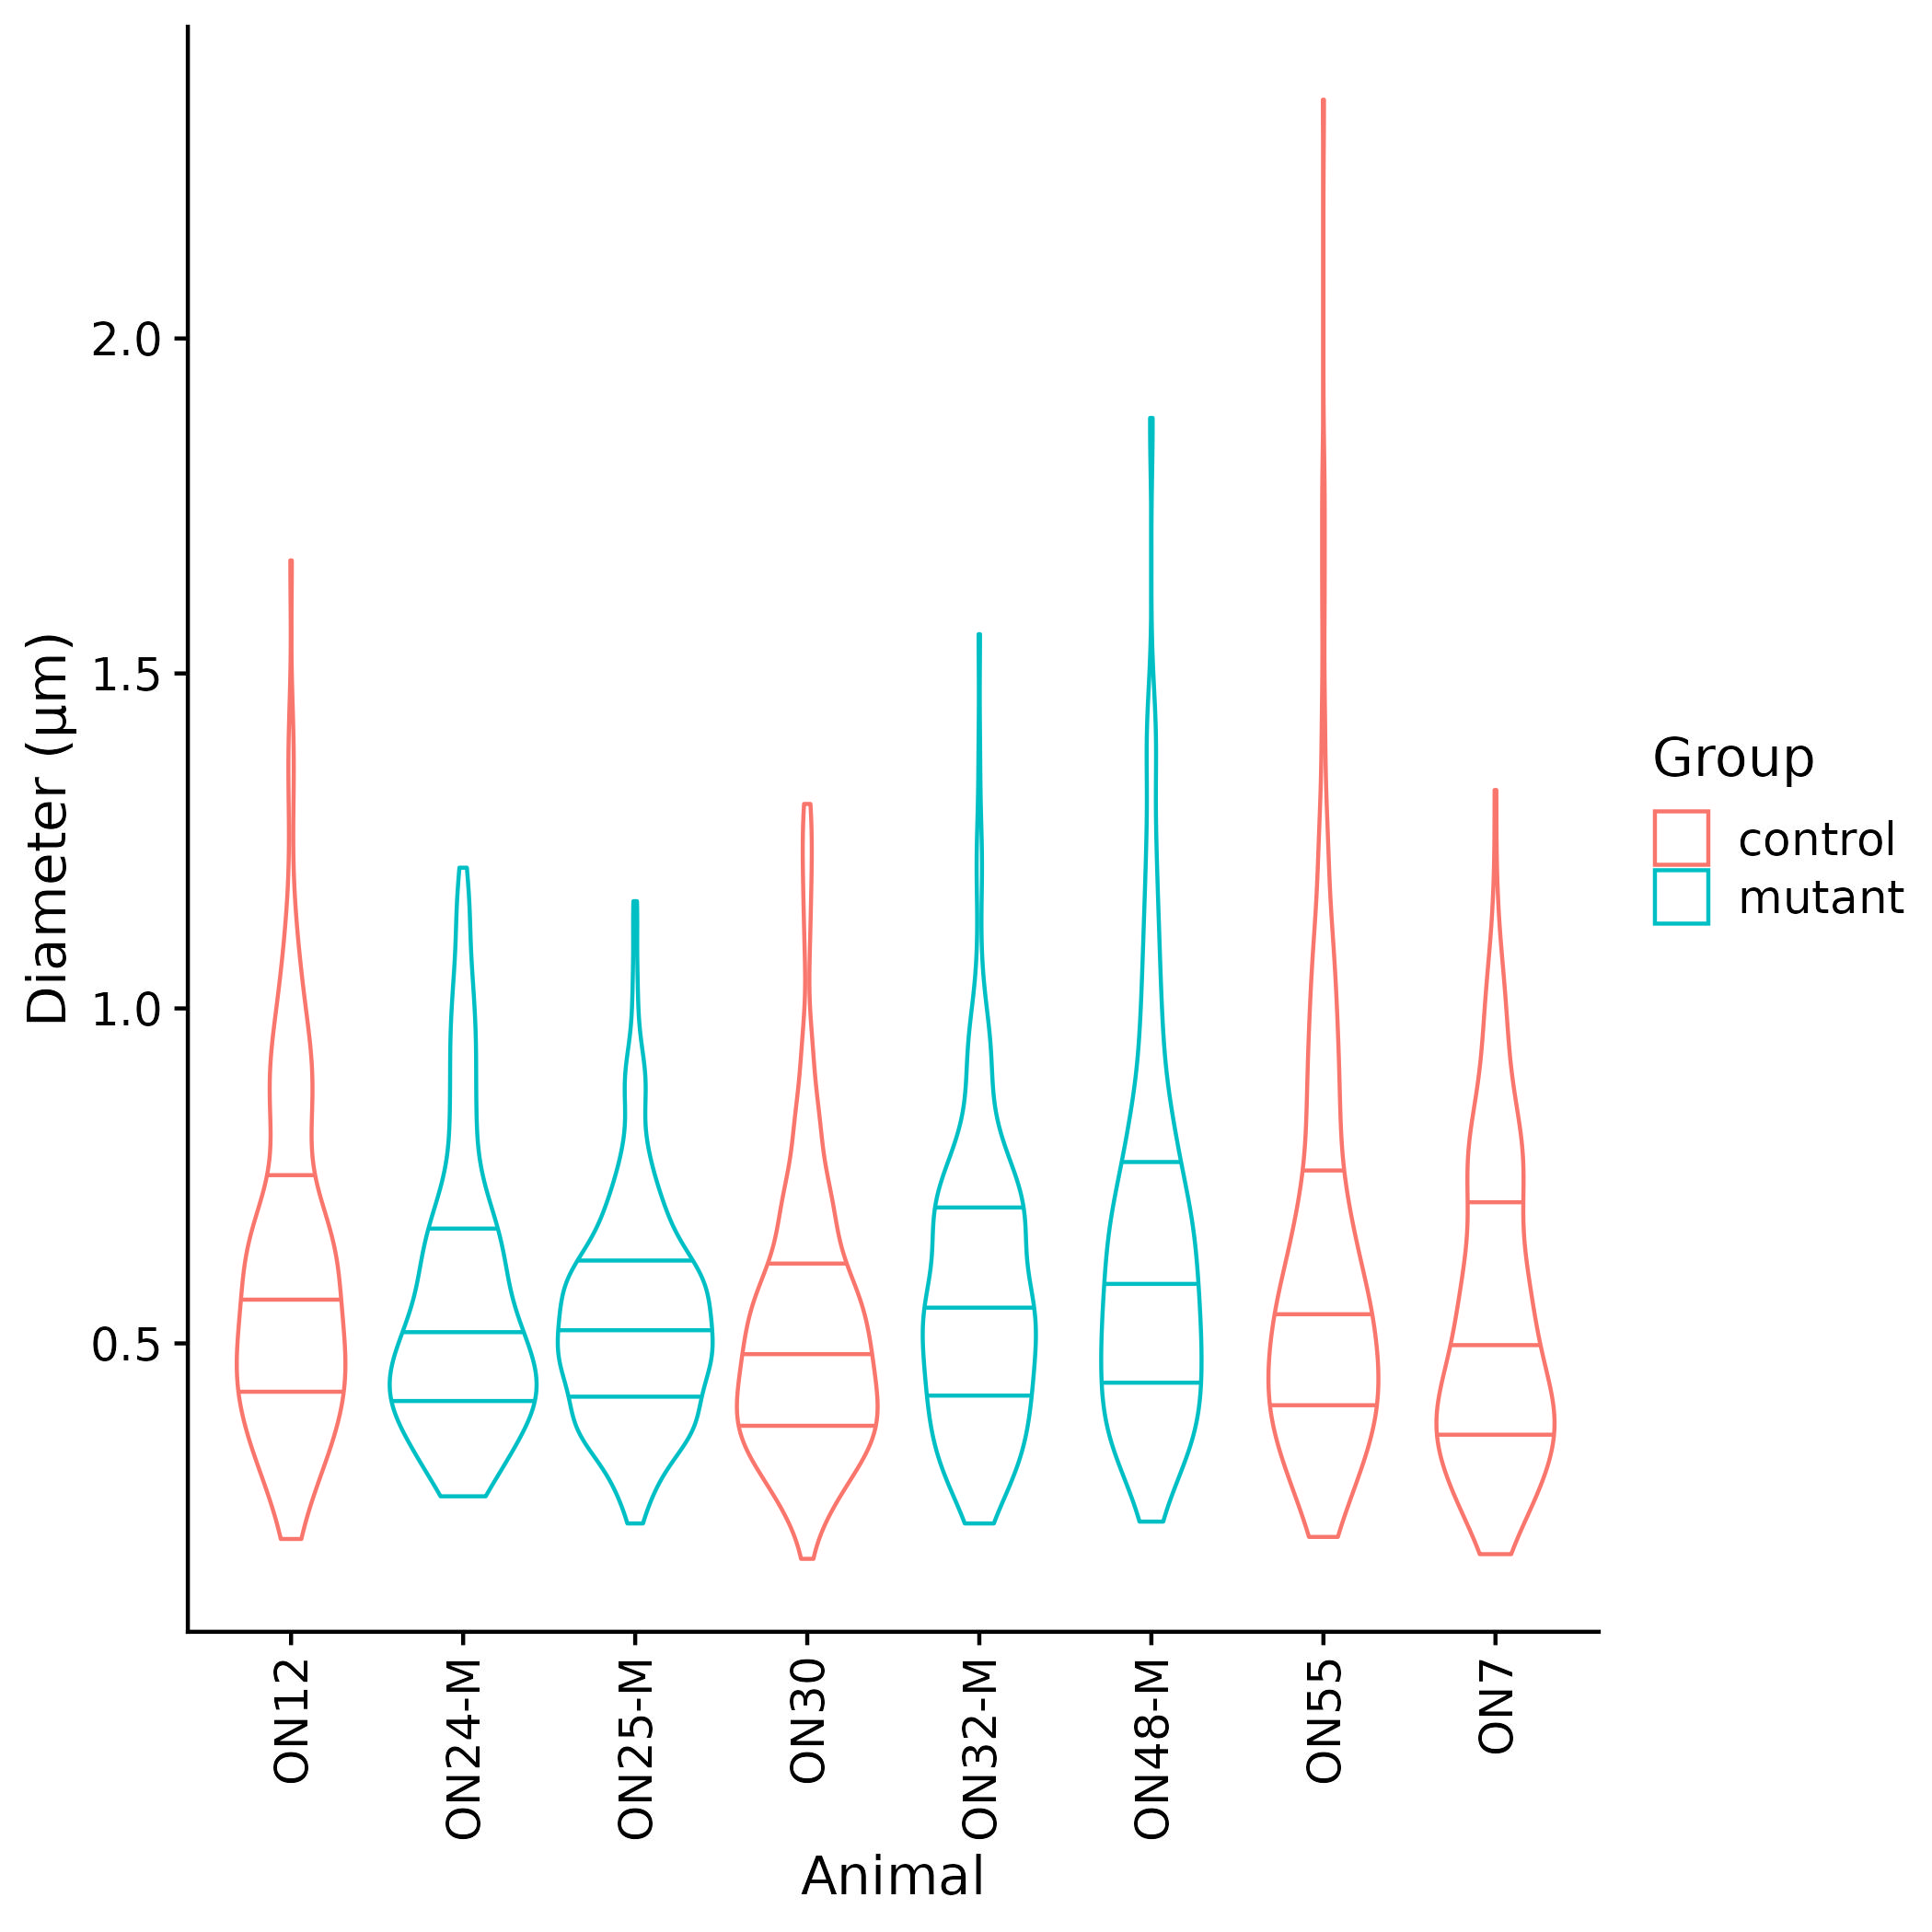 2.0
1.5
1.0
0.5
Diameter (µm)
ON12
ON24-M
ON25-M
ON30
ON32-M
ON48-M
ON55
ON7
Animal
Group
control
mutant